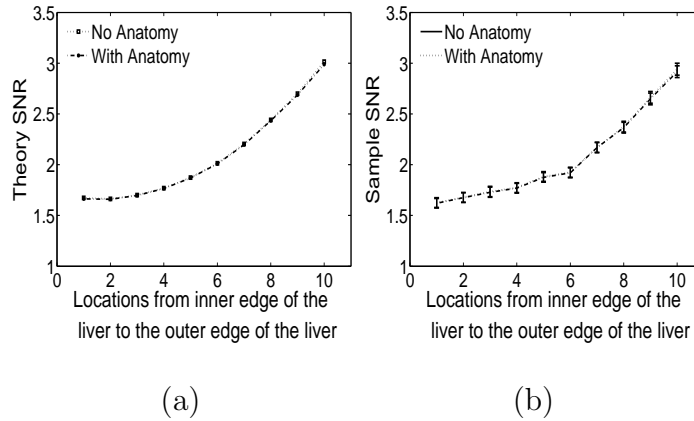 No Anatomy
With Anatomy
3.5
3
2.5
2
1.5
1
Theory SNR
0 2 4 6 8 10
Locations from inner edge of the
liver to the outer edge of the liver
(a)
No Anatomy
With Anatomy
3.5
3
2.5
2
1.5
1
Sample SNR
0 2 4 6 8 10
Locations from inner edge of the
liver to the outer edge of the liver
(b)